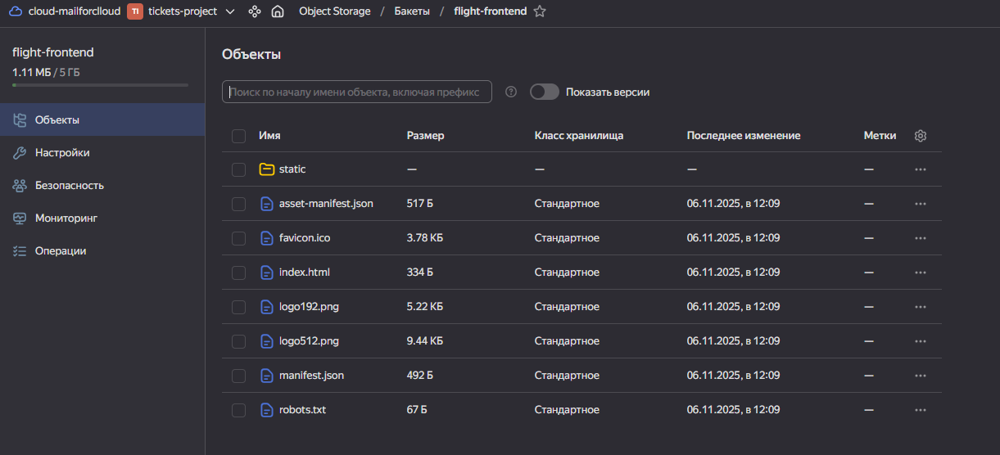 cloud-mailforclloud TI tickets-project Object Storage / Бакеты / flight-frontend
flight-frontend
1.11 МБ / 5 ГБ
Объекты
Настройки
Безопасность
Мониторинг
Операции
Объекты
Поиск по началу имени объекта, включая префикс ? Показать версии
Имя Размер Класс хранилища Последнее изменение Метки
static — — — — ...
asset-manifest.json 517 Б Стандартное 06.11.2025, в 12:09 — ...
favicon.ico 3.78 КБ Стандартное 06.11.2025, в 12:09 — ...
index.html 334 Б Стандартное 06.11.2025, в 12:09 — ...
logo192.png 5.22 КБ Стандартное 06.11.2025, в 12:09 — ...
logo512.png 9.44 КБ Стандартное 06.11.2025, в 12:09 — ...
manifest.json 492 Б Стандартное 06.11.2025, в 12:09 — ...
robots.txt 67 Б Стандартное 06.11.2025, в 12:09 — ...